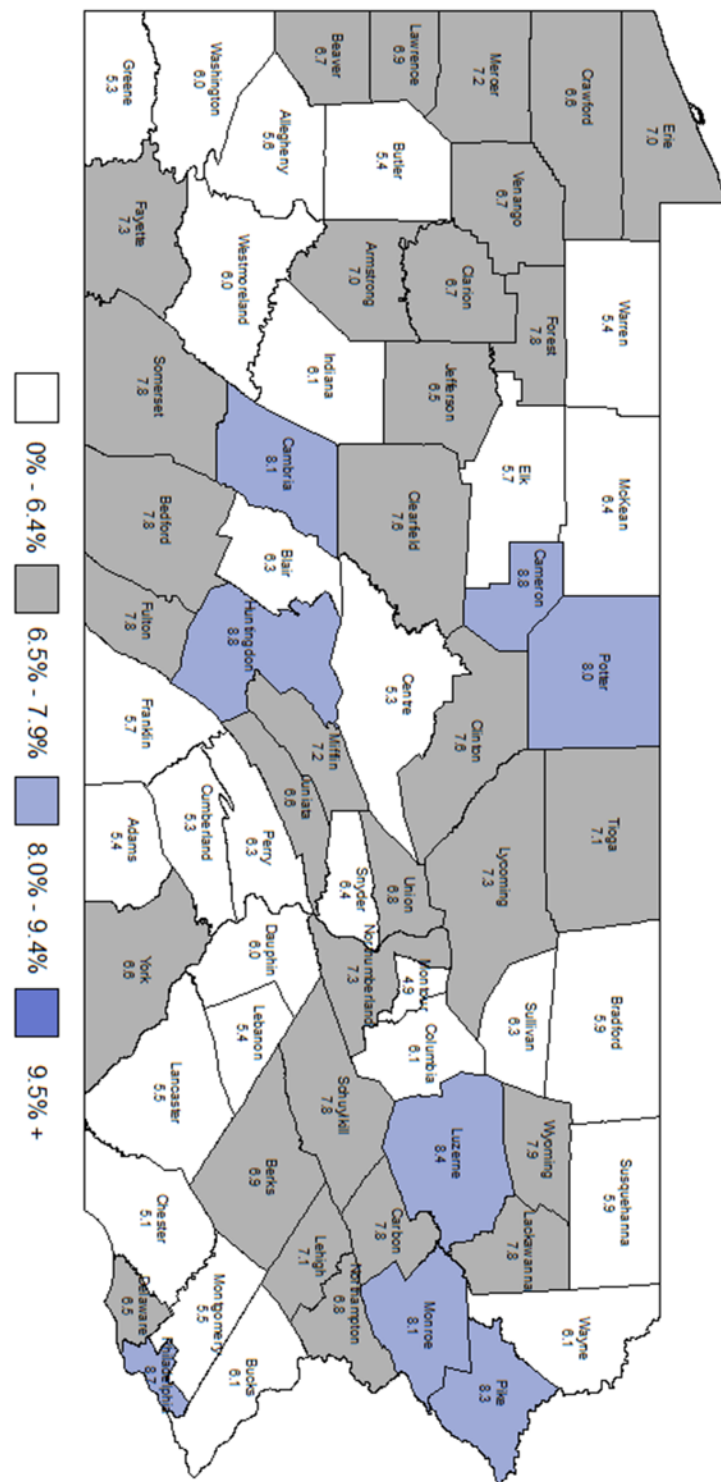 Erie
7.0
Crawford
6.6
Mercer
7.2
Lawrence
6.9
Beaver
6.7
Washington
6.0
Greene
5.3
Allegheny
5.6
Butler
5.4
Venango
6.7
Warren
5.4
Forest
7.8
Clarion
6.7
Armstrong
7.0
Westmoreland
6.0
Fayette
7.3
Indiana
6.1
Jefferson
6.5
McKean
6.4
Elk
5.7
Somerset
7.8
Cambria
8.1
Clearfield
7.6
Cameron
8.8
Potter
8.0
Bedford
7.8
Blair
6.3
Centre
5.3
Clinton
7.6
Huntingdon
8.8
Fulton
7.8
Franklin
5.7
Mifflin
7.2
Juniata
6.6
Tioga
7.1
Lycoming
7.3
Union
6.8
Snyder
6.4
Perry
6.3
Cumberland
5.3
Adams
5.4
York
6.6
Dauphin
6.0
Northumberland
7.3
Montour
4.9
Columbia
6.1
Sullivan
6.3
Bradford
5.9
Lebanon
5.4
Lancaster
5.5
Schuylkill
7.8
Luzerne
8.4
Wyoming
7.9
Susquehanna
5.9
Lackawanna
7.8
Berks
6.9
Carbon
7.8
Chester
5.1
Lehigh
7.1
Northampton
6.8
Monroe
8.1
Wayne
6.1
Pike
8.3
Delaware
6.5
Montgomery
5.5
Bucks
6.1
Philadelphia
8.7
0% - 6.4%
6.5% - 7.9%
8.0% - 9.4%
9.5% +